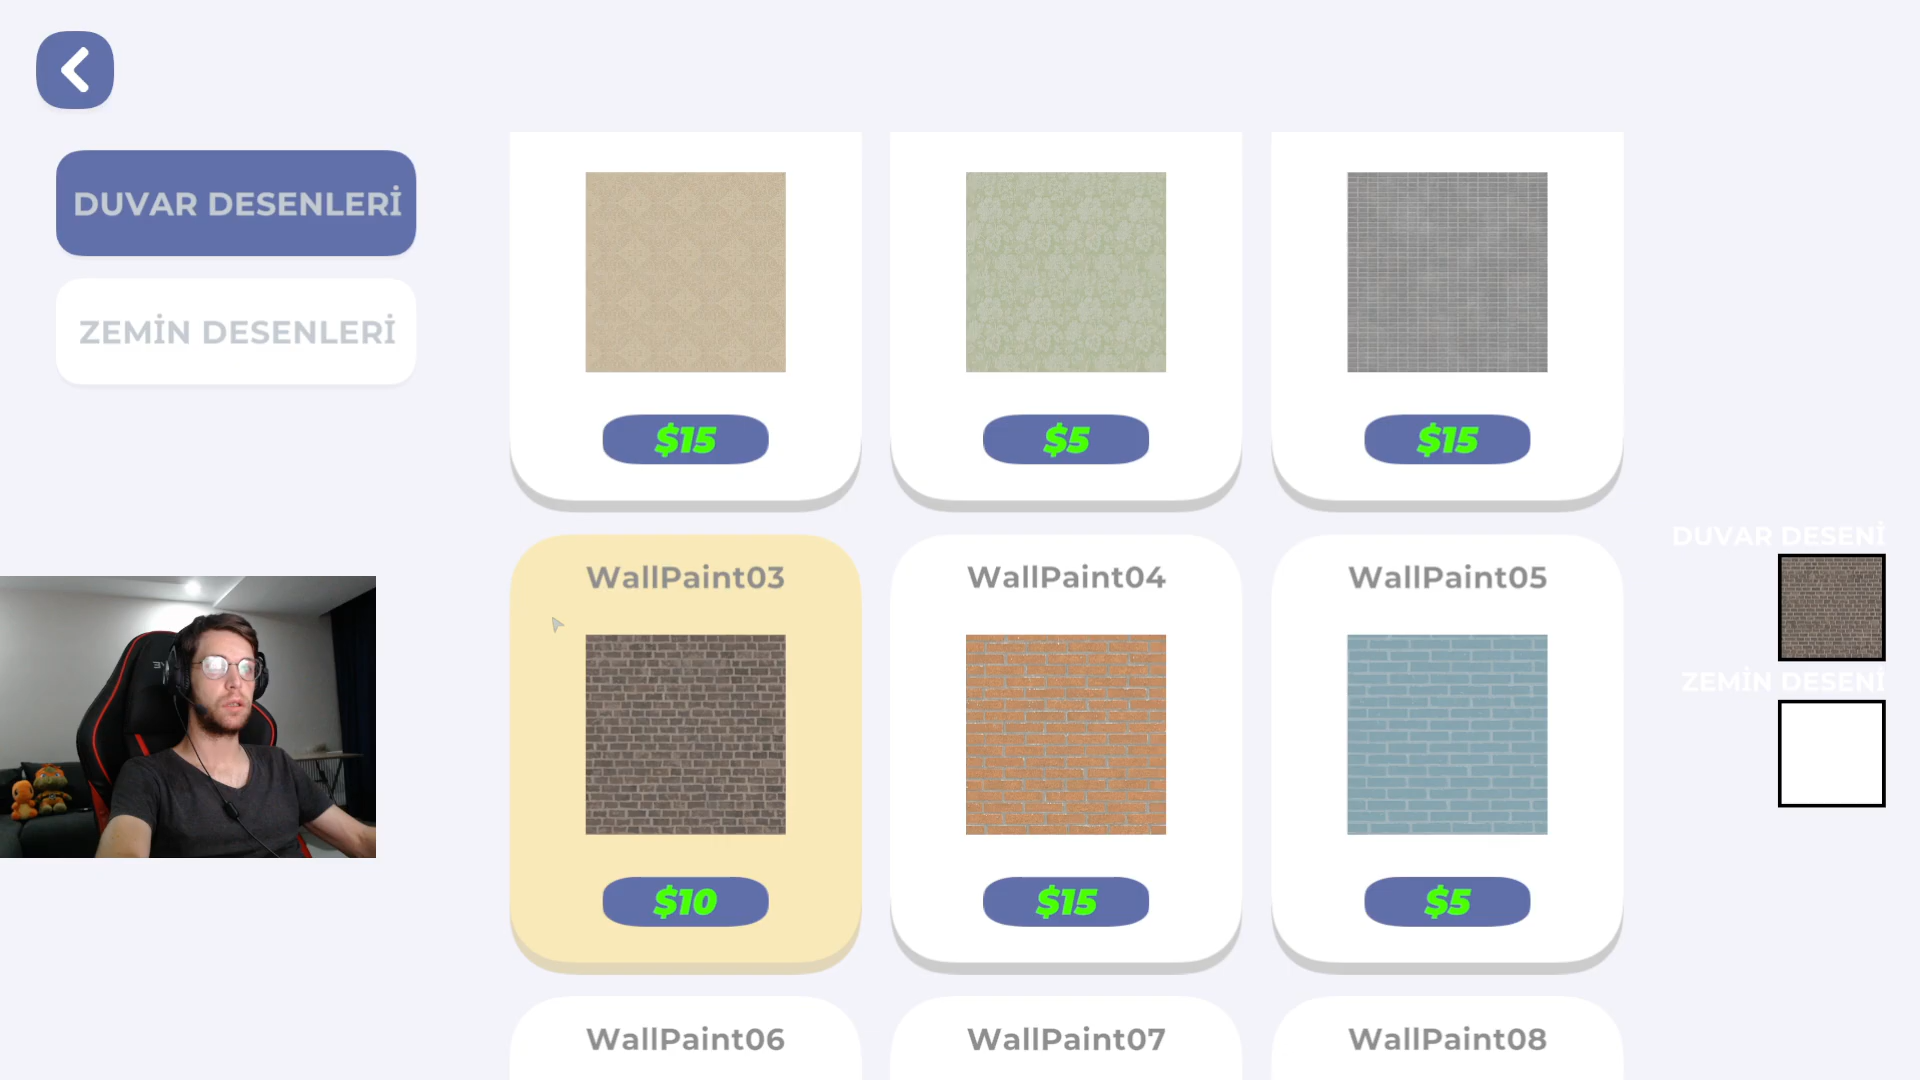 DUVAR DESENLERİ
ZEMİN DESENLERİ
$15
$5
$15
WallPaint03
WallPaint04
WallPaint05
$10
$15
$5
WallPaint06
WallPaint07
WallPaint08
DUVAR DESENİ
ZEMİN DESENİ